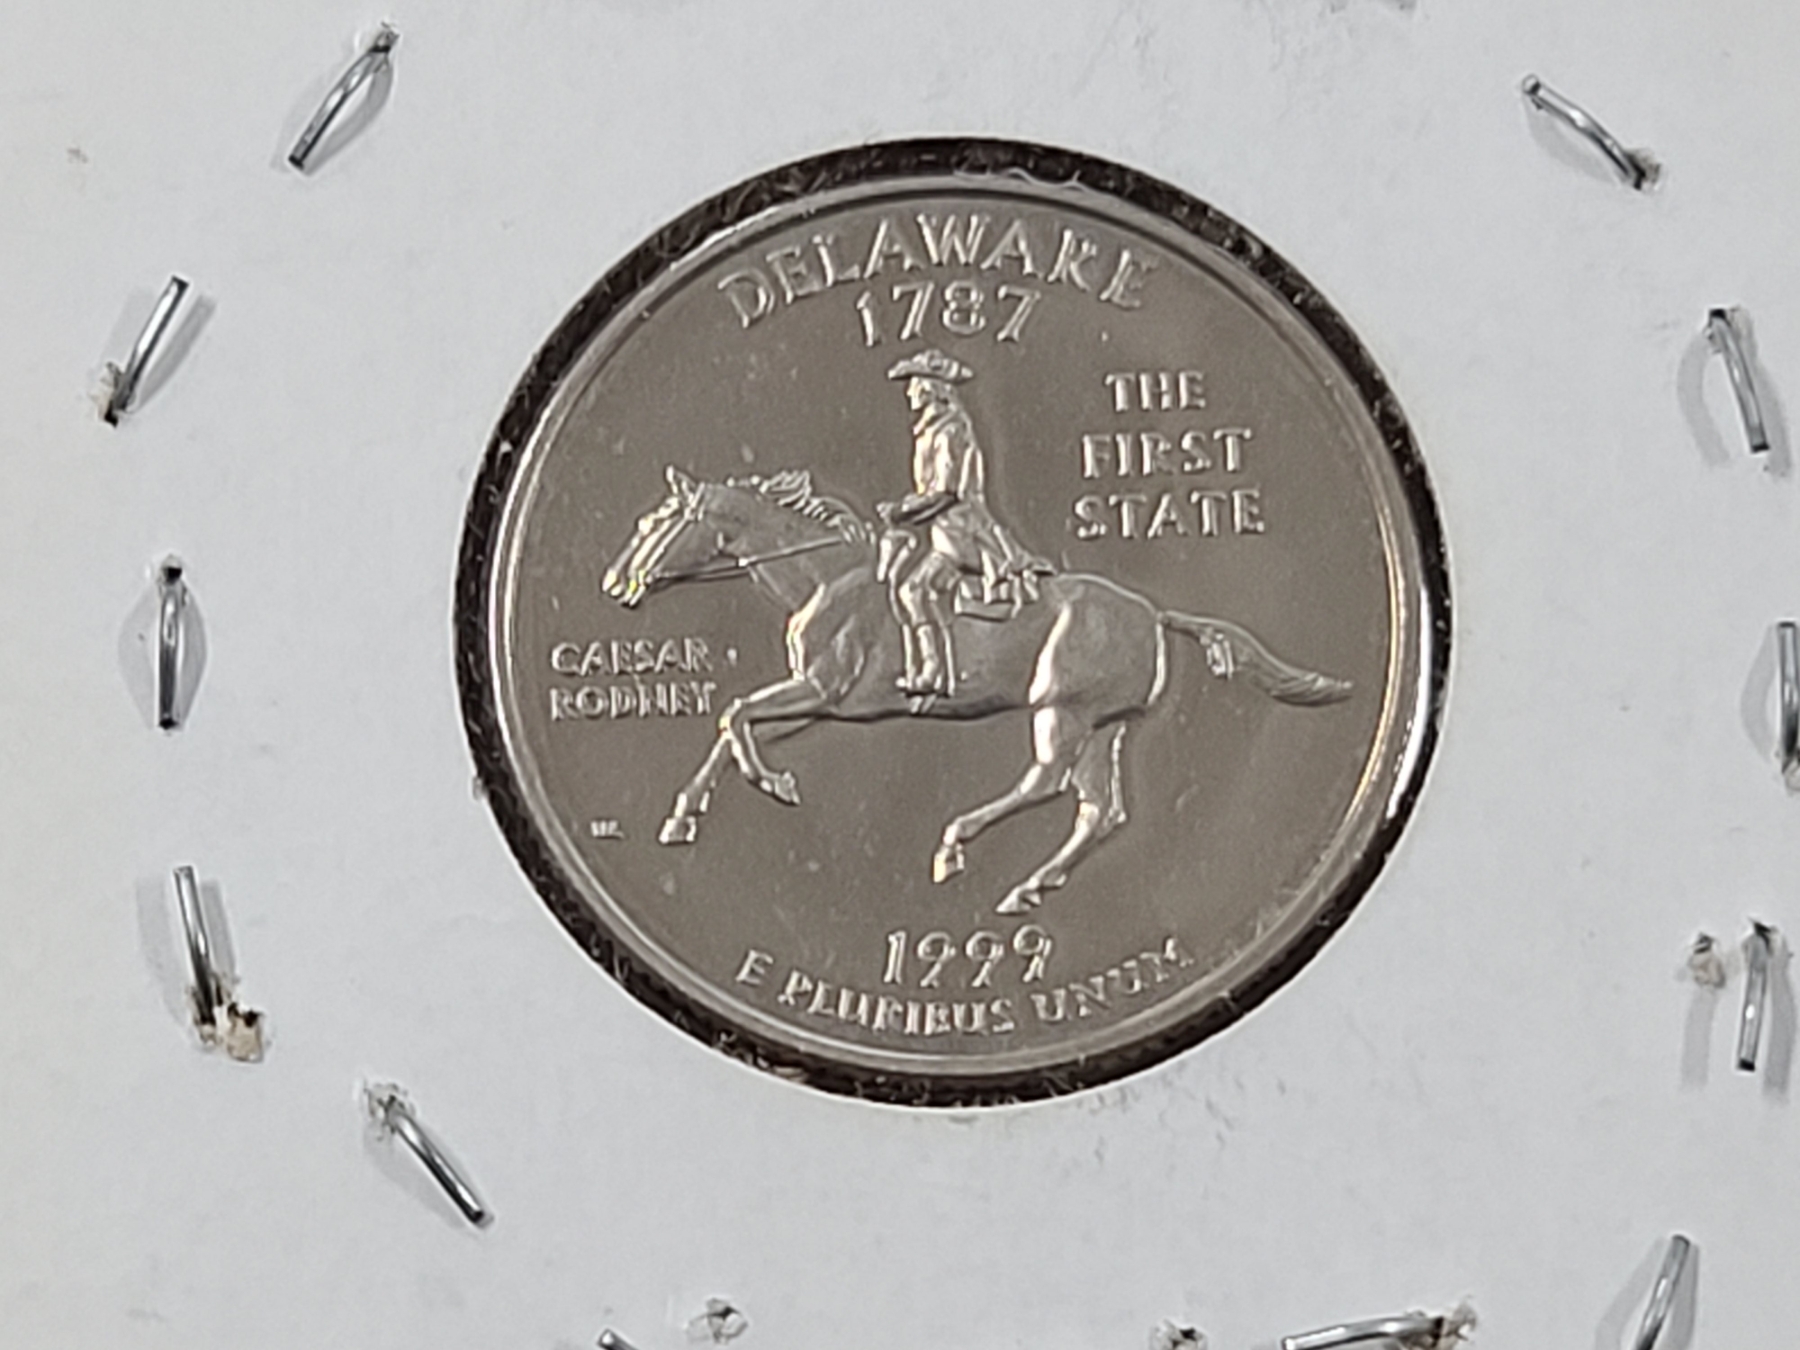 DELAWARE
1787
THE
FIRST
STATE
CAESAR
RODNEY
1999
E PLURIBUS UNUM